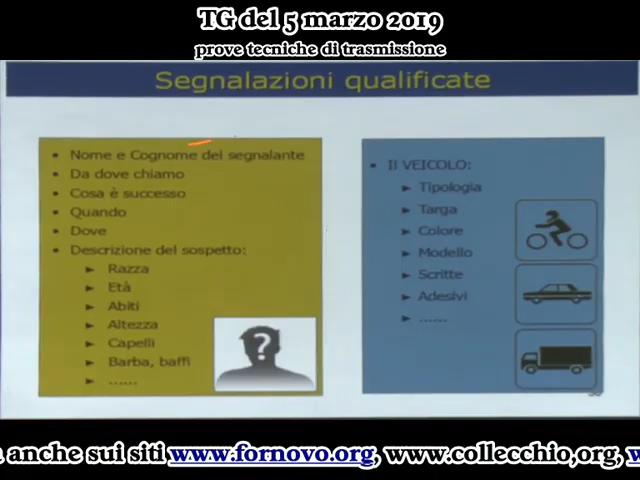 TG del 5 marzo 2019
prove tecniche di trasmissione
Segnalazioni qualificate
• Nome e Cognome del segnalante
• Da dove chiamo
• Cosa è successo
• Quando
• Dove
• Descrizione del sospetto:
► Razza
► Età
► Abiti
► Altezza
► Capelli
► Barba, baffi
► ......
?
• Il VEICOLO:
► Tipologia
► Targa
► Colore
► Modello
► Scritte
► Adesivi
► ......
anche sui siti www.fornovo.org, www.collecchio,org,